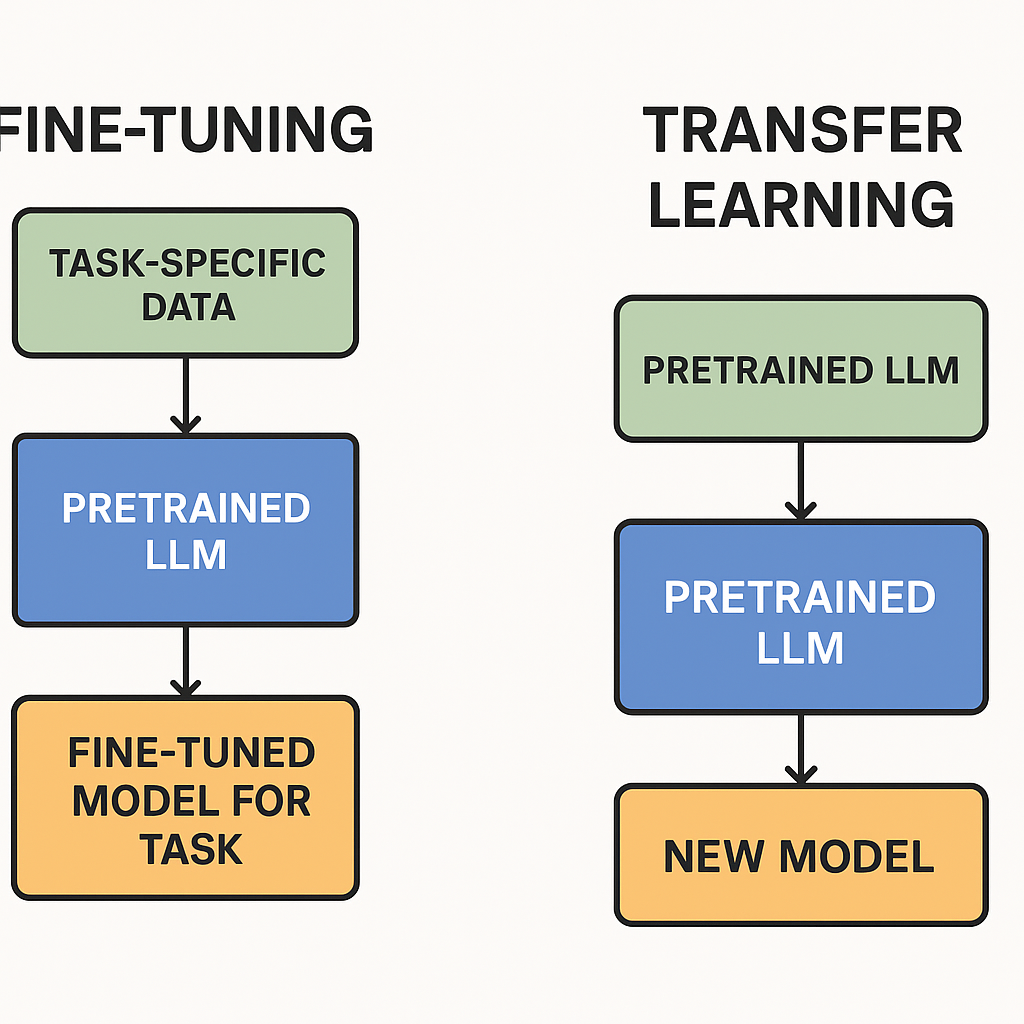 FINE-TUNING
TASK-SPECIFIC
DATA
PRETRAINED
LLM
FINE-TUNED
MODEL FOR
TASK
TRANSFER
LEARNING
PRETRAINED LLM
PRETRAINED
LLM
NEW MODEL